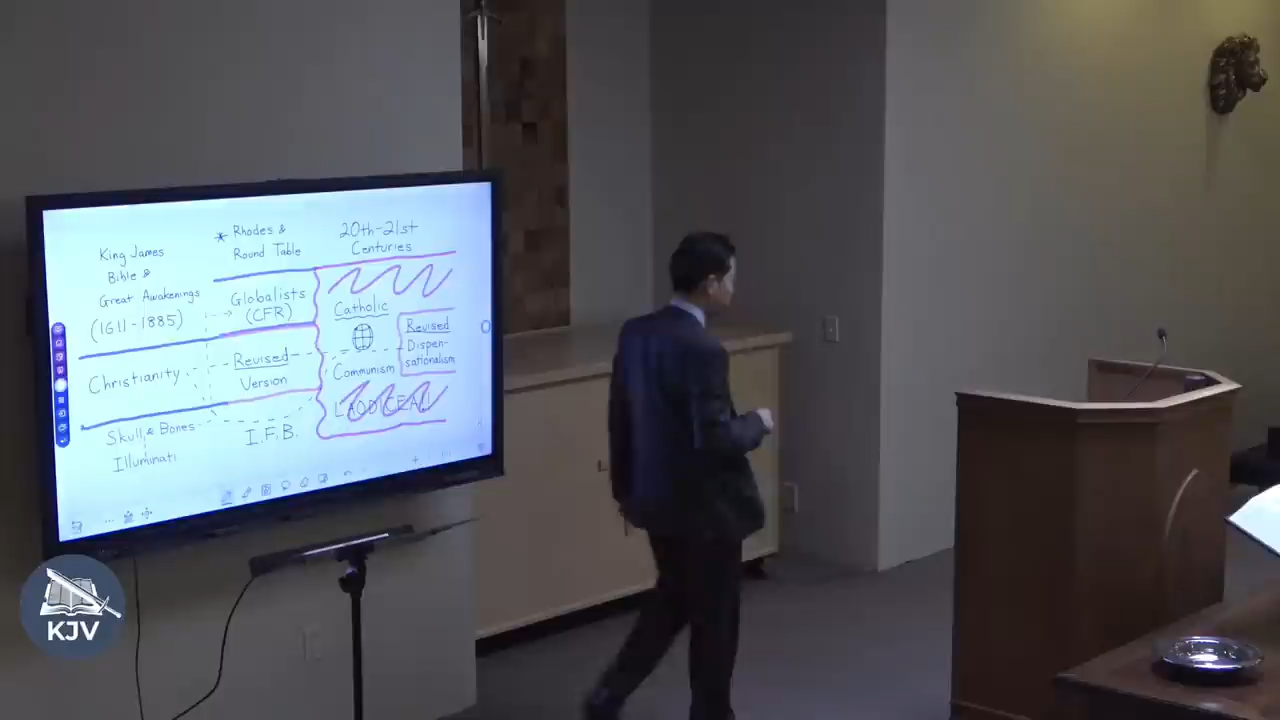 King James
Bible &
Great Awakenings
(1611-1885)
* Rhodes &
Round Table
20th-21st
Centuries
Globalists
(CFR)
Catholic
Revised
Dispen-
sationalism
Christianity
Revised
Version
Communism
LAODICEAN
Skull & Bones
Illuminati
I.F.B.
KJV